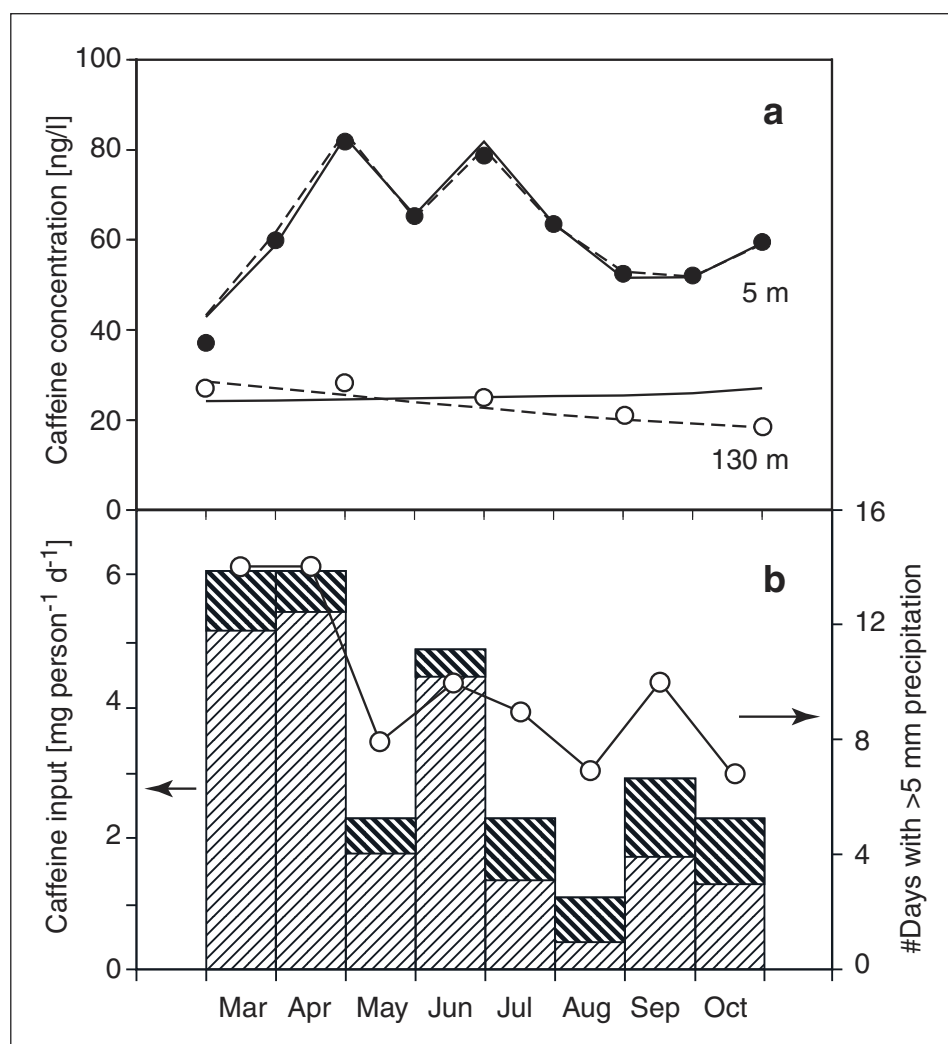 a
Caffeine concentration [ng/l]
100
80
60
40
20
0
5 m
130 m
b
Caffeine input [mg person⁻¹ d⁻¹]
6
4
2
0
16
12
8
4
0
#Days with >5 mm precipitation
Mar Apr May Jun Jul Aug Sep Oct